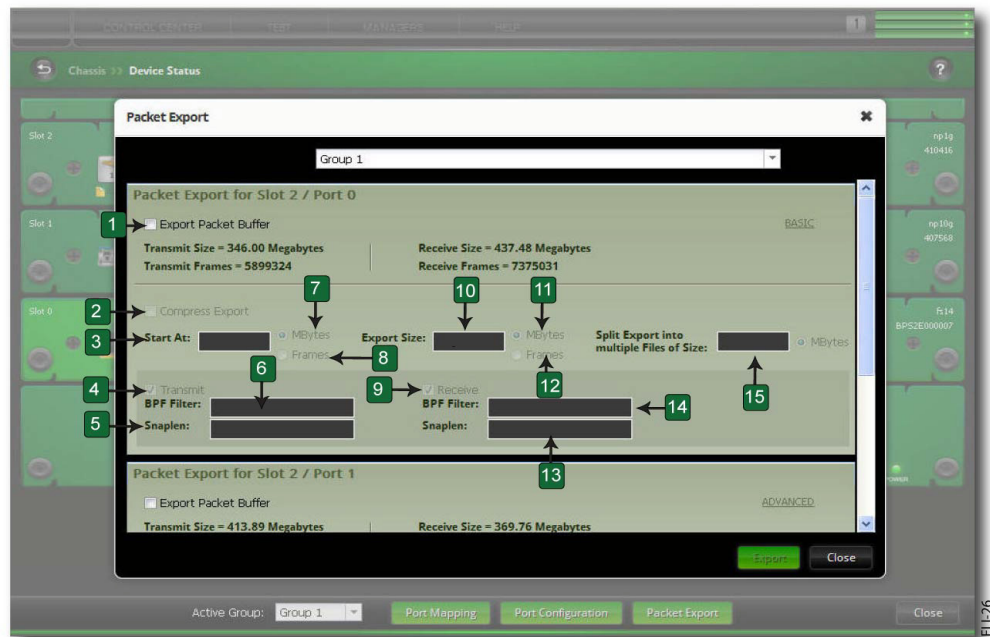 CONTROL CENTER TEST MANAGERS HELP 1
Chassis >> Device Status ?
Packet Export
Group 1
Slot 2
np1g
410416
Slot 1
np10g
407568
Slot 0
fs14
BPS2E000007
POWER
Packet Export for Slot 2 / Port 0
1 Export Packet Buffer BASIC
Transmit Size = 346.00 Megabytes Receive Size = 437.48 Megabytes
Transmit Frames = 5899324 Receive Frames = 7375031
7 10 11
2 Compress Export
3 Start At: MBytes Export Size: MBytes Split Export into multiple Files of Size: MBytes
Frames 8 Frames
6 12 15
4 Transmit 9 Receive
BPF Filter: BPF Filter: 14
5 Snaplen: Snaplen:
13
Packet Export for Slot 2 / Port 1
Export Packet Buffer ADVANCED
Transmit Size = 413.89 Megabytes Receive Size = 369.76 Megabytes
Export Close
Active Group: Group 1 Port Mapping Port Configuration Packet Export Close